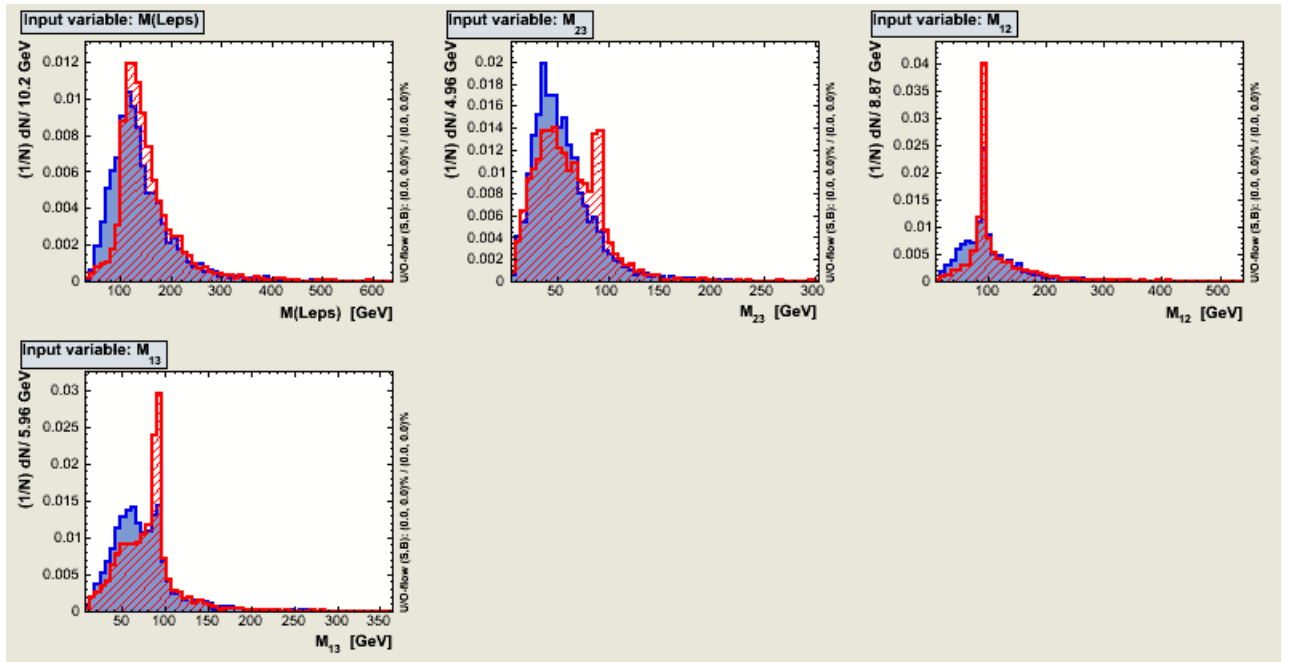 Input variable: M(Leps)
(1/N) dN/ 10.2 GeV
0.012
0.01
0.008
0.006
0.004
0.002
0
100 200 300 400 500 600
M(Leps) [GeV]
U/O-flow (S,B): (0.0, 0.0)% / (0.0, 0.0)%
Input variable: M23
(1/N) dN/ 4.96 GeV
0.02
0.018
0.016
0.014
0.012
0.01
0.008
0.006
0.004
0.002
0
50 100 150 200 250 300
M23 [GeV]
U/O-flow (S,B): (0.0, 0.0)% / (0.0, 0.0)%
Input variable: M12
(1/N) dN/ 8.87 GeV
0.04
0.035
0.03
0.025
0.02
0.015
0.01
0.005
0
100 200 300 400 500
M12 [GeV]
U/O-flow (S,B): (0.0, 0.0)% / (0.0, 0.0)%
Input variable: M13
(1/N) dN/ 5.96 GeV
0.03
0.025
0.02
0.015
0.01
0.005
0
50 100 150 200 250 300 350
M13 [GeV]
U/O-flow (S,B): (0.0, 0.0)% / (0.0, 0.0)%